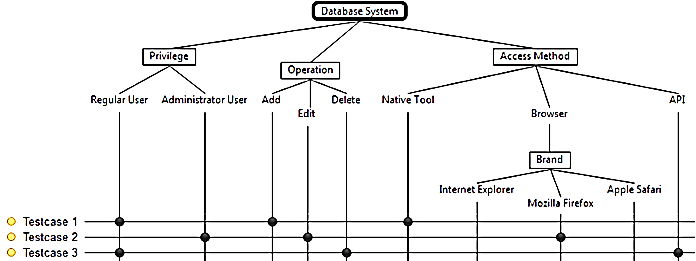 Database System
Privilege
Operation
Access Method
Regular User
Administrator User
Add
Edit
Delete
Native Tool
Browser
API
Brand
Internet Explorer
Mozilla Firefox
Apple Safari
Testcase 1
Testcase 2
Testcase 3